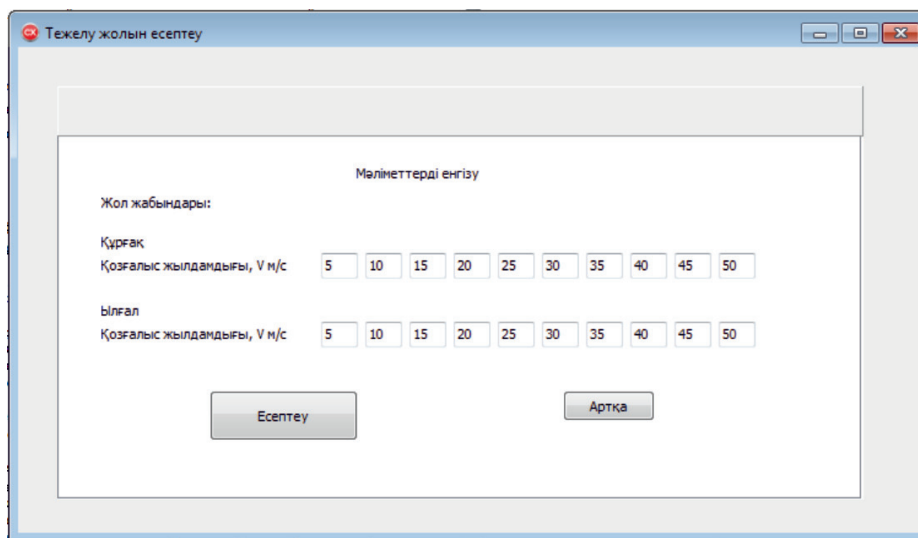 CX Тежелу жолын есептеу
Мәліметтерді енгізу
Жол жабындары:
Құрғақ
Қозғалыс жылдамдығы, V м/с 5 10 15 20 25 30 35 40 45 50
Ылғал
Қозғалыс жылдамдығы, V м/с 5 10 15 20 25 30 35 40 45 50
Есептеу Артқа